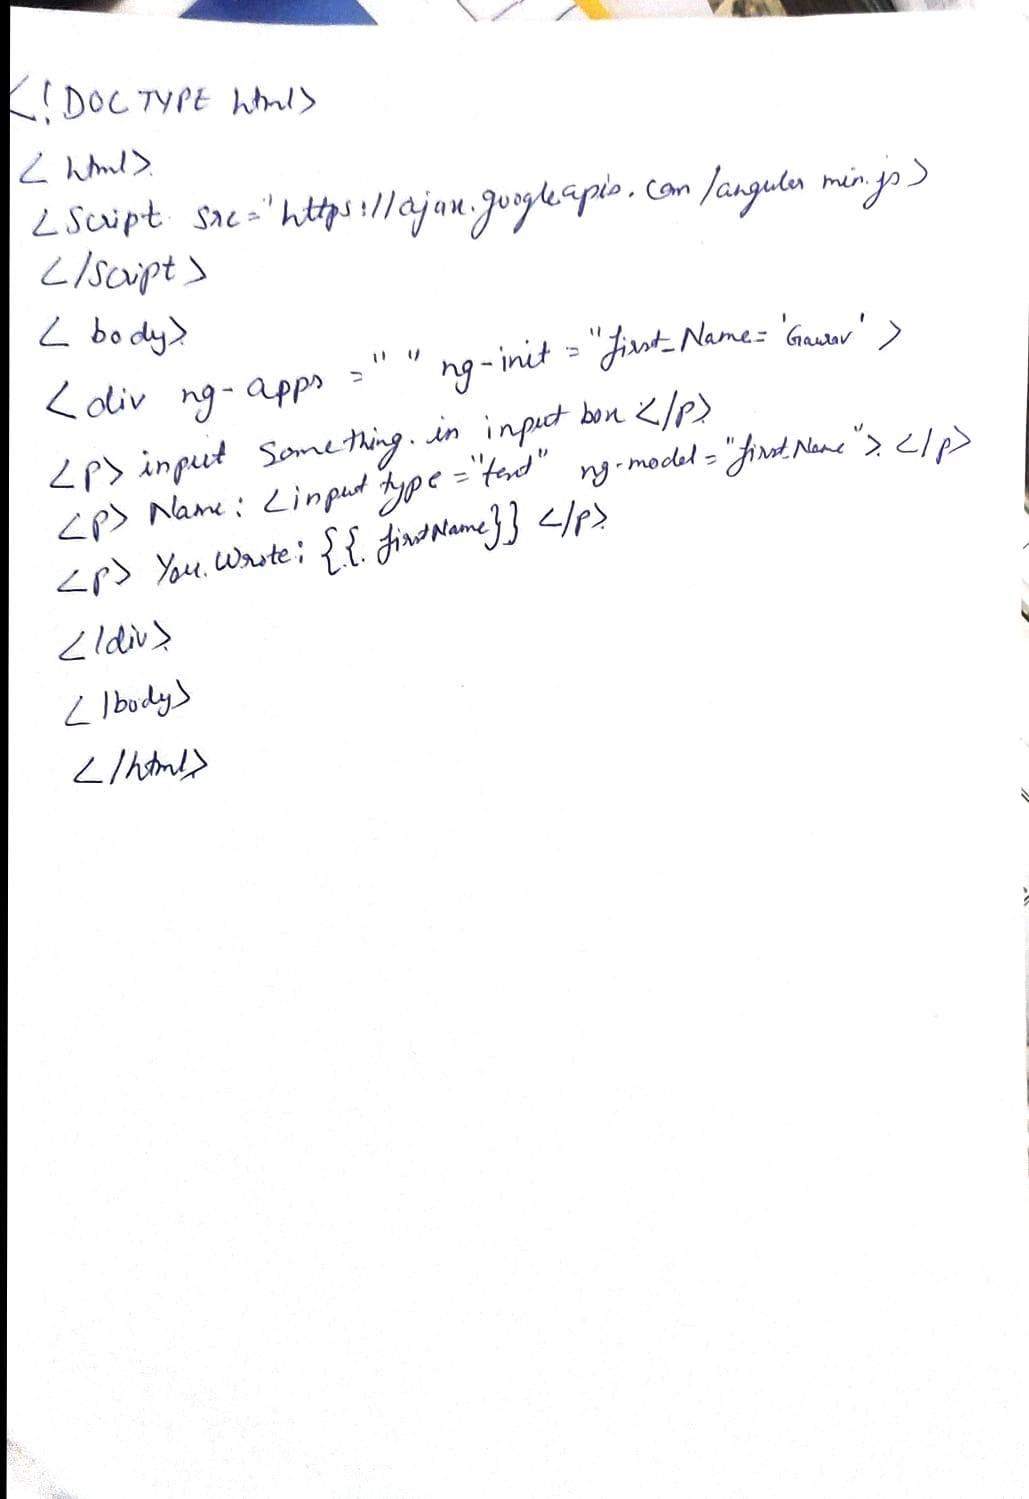 <!DOCTYPE html>
<html>
<Script src="https://ajax.googleapis.com/angular min.js>
</Script>
<body>
<div ng-apps = " " ng-init = "first_Name= 'Gaurav' >
<p> input Something. in input box </p>
<p> Name: <input type = "text" ng-model = "first Name"> </p>
<p> You. Wrote: {{. firstName}} </p>
</div>
</body>
</html>